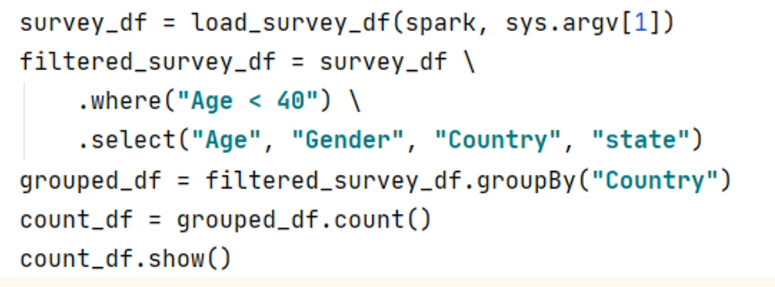 survey_df = load_survey_df(spark, sys.argv[1])
filtered_survey_df = survey_df \
    .where("Age < 40") \
    .select("Age", "Gender", "Country", "state")
grouped_df = filtered_survey_df.groupBy("Country")
count_df = grouped_df.count()
count_df.show()